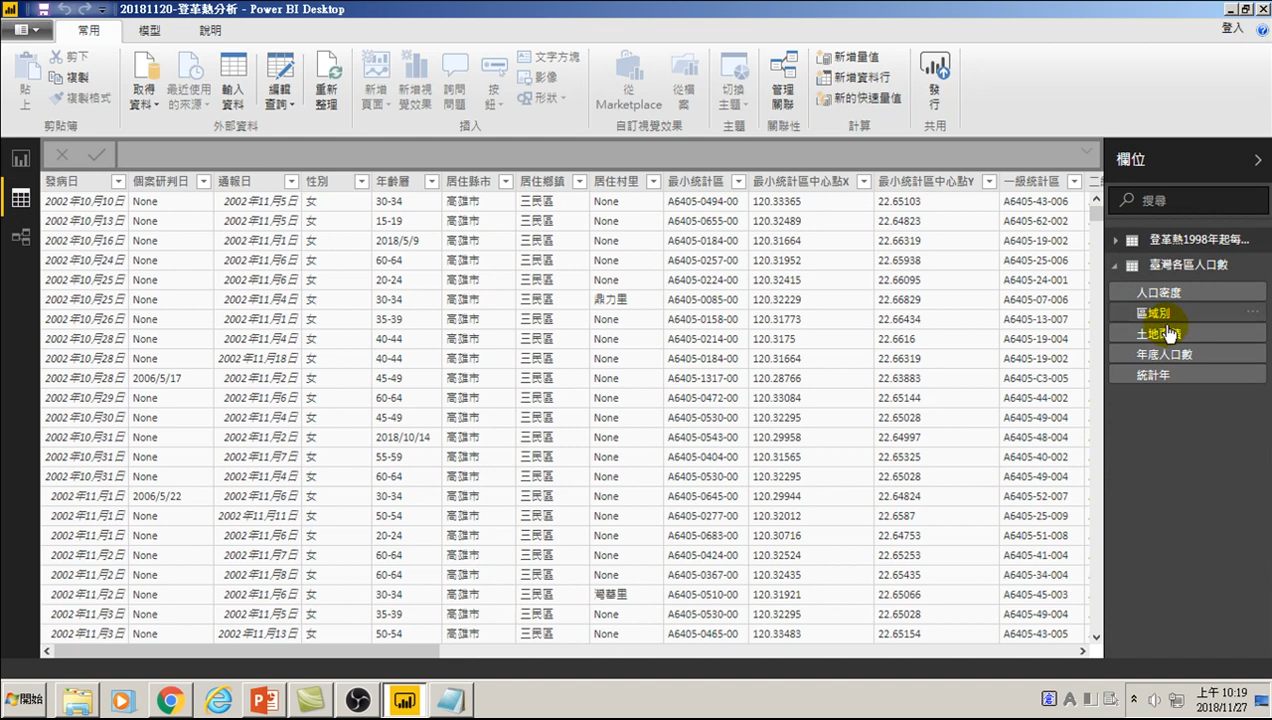 20181120-登革熱分析 - Power BI Desktop
常用 模型 說明 登入
貼上 剪下 複製 複製格式 取得資料 最近使用的來源 輸入資料 編輯查詢 重新整理 新增頁面 新增視覺效果 詢問問題 按鈕 文字方塊 影像 形狀 從 Marketplace 從檔案 切換主題 管理關聯 新增量值 新增資料行 新的快速量值 發行
剪貼簿 外部資料 插入 自訂視覺效果 主題 關聯性 計算 共用
發病日 個案研判日 通報日 性別 年齡層 居住縣市 居住鄉鎮 居住村里 最小統計區 最小統計區中心點X 最小統計區中心點Y 一級統計區
2002年10月10日 None 2002年11月5日 女 30-34 高雄市 三民區 None A6405-0494-00 120.33365 22.65103 A6405-43-006
2002年10月13日 None 2002年11月5日 女 15-19 高雄市 三民區 None A6405-0655-00 120.32489 22.64823 A6405-62-002
2002年10月16日 None 2002年11月1日 女 2018/5/9 高雄市 三民區 None A6405-0184-00 120.31664 22.66319 A6405-19-002
2002年10月24日 None 2002年11月6日 女 60-64 高雄市 三民區 None A6405-0257-00 120.31952 22.65938 A6405-25-006
2002年10月25日 None 2002年11月6日 女 20-24 高雄市 三民區 None A6405-0224-00 120.32415 22.66095 A6405-24-001
2002年10月25日 None 2002年11月4日 女 30-34 高雄市 三民區 鼎力里 A6405-0085-00 120.32229 22.66829 A6405-07-006
2002年10月26日 None 2002年11月1日 女 35-39 高雄市 三民區 None A6405-0158-00 120.31773 22.66434 A6405-13-007
2002年10月28日 None 2002年11月4日 女 40-44 高雄市 三民區 None A6405-0214-00 120.3175 22.6616 A6405-19-004
2002年10月28日 None 2002年11月18日 女 40-44 高雄市 三民區 None A6405-0184-00 120.31664 22.66319 A6405-19-002
2002年10月28日 2006/5/17 2002年11月2日 女 45-49 高雄市 三民區 None A6405-1317-00 120.28766 22.63883 A6405-C3-005
2002年10月29日 None 2002年11月6日 女 60-64 高雄市 三民區 None A6405-0472-00 120.33084 22.65144 A6405-44-002
2002年10月30日 None 2002年11月4日 女 45-49 高雄市 三民區 None A6405-0530-00 120.32295 22.65028 A6405-49-004
2002年10月31日 None 2002年11月2日 女 2018/10/14 高雄市 三民區 None A6405-0543-00 120.29958 22.64997 A6405-48-004
2002年10月31日 None 2002年11月2日 女 55-59 高雄市 三民區 None A6405-0404-00 120.31565 22.65325 A6405-40-002
2002年10月31日 None 2002年11月4日 女 60-64 高雄市 三民區 None A6405-0530-00 120.32295 22.65028 A6405-49-004
2002年11月1日 2006/5/22 2002年11月6日 女 30-34 高雄市 三民區 None A6405-0645-00 120.29944 22.64824 A6405-52-007
2002年11月1日 None 2002年11月11日 女 50-54 高雄市 三民區 None A6405-0277-00 120.32012 22.6587 A6405-25-009
2002年11月1日 None 2002年11月6日 女 20-24 高雄市 三民區 None A6405-0683-00 120.30716 22.64753 A6405-51-008
2002年11月1日 None 2002年11月7日 女 60-64 高雄市 三民區 None A6405-0424-00 120.32524 22.65253 A6405-41-004
2002年11月2日 None 2002年11月8日 女 60-64 高雄市 三民區 None A6405-0367-00 120.32435 22.65435 A6405-34-004
2002年11月2日 None 2002年11月6日 女 30-34 高雄市 三民區 灣華里 A6405-0510-00 120.31921 22.65066 A6405-45-003
2002年11月3日 None 2002年11月5日 女 35-39 高雄市 三民區 None A6405-0530-00 120.32295 22.65028 A6405-49-004
2002年11月3日 None 2002年11月13日 女 50-54 高雄市 三民區 None A6405-0465-00 120.33483 22.65154 A6405-43-005
欄位
搜尋
登革熱1998年起每...
臺灣各區人口數
人口密度
區域別
土地面積
年底人口數
統計年
開始
上午 10:19
2018/11/27